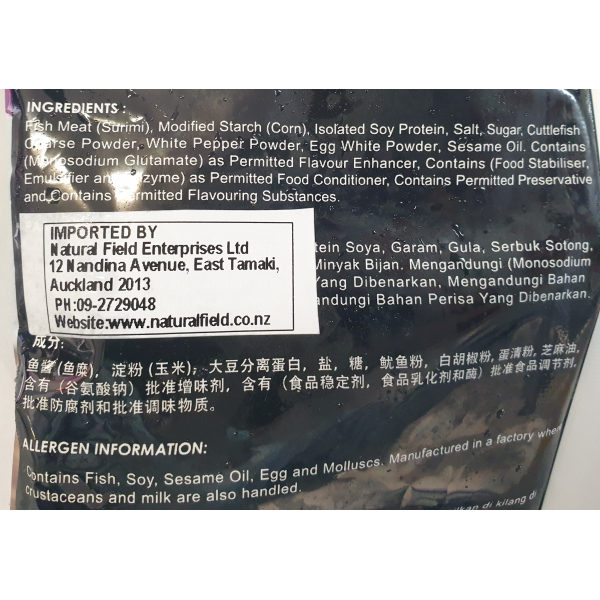 INGREDIENTS :
Fish Meat (Surimi), Modified Starch (Corn), Isolated Soy Protein, Salt, Sugar, Cuttlefish
Coarse Powder, White Pepper Powder, Egg White Powder, Sesame Oil. Contains
(Monosodium Glutamate) as Permitted Flavour Enhancer, Contains (Food Stabiliser,
Emulsifier and Enzyme) as Permitted Food Conditioner, Contains Permitted Preservative
and Contains Permitted Flavouring Substances.
IMPORTED BY
Natural Field Enterprises Ltd
12 Nandina Avenue, East Tamaki,
Auckland 2013
PH:09-2729048
Website:www.naturalfield.co.nz
tein Soya, Garam, Gula, Serbuk Sotong,
Minyak Bijan. Mengandungi (Monosodium
Yang Dibenarkan, Mengandungi Bahan
andungi Bahan Perisa Yang Dibenarkan.
成分:
鱼酱(鱼糜), 淀粉(玉米), 大豆分离蛋白, 盐, 糖, 鱿鱼粉, 白胡椒粉, 蛋清粉, 芝麻油,
含有(谷氨酸钠)批准增味剂, 含有(食品稳定剂, 食品乳化剂和酶)批准食品调节剂,
批准防腐剂和批准调味物质。
ALLERGEN INFORMATION:
Contains Fish, Soy, Sesame Oil, Egg and Molluscs. Manufactured in a factory where
crustaceans and milk are also handled.
di kilang di